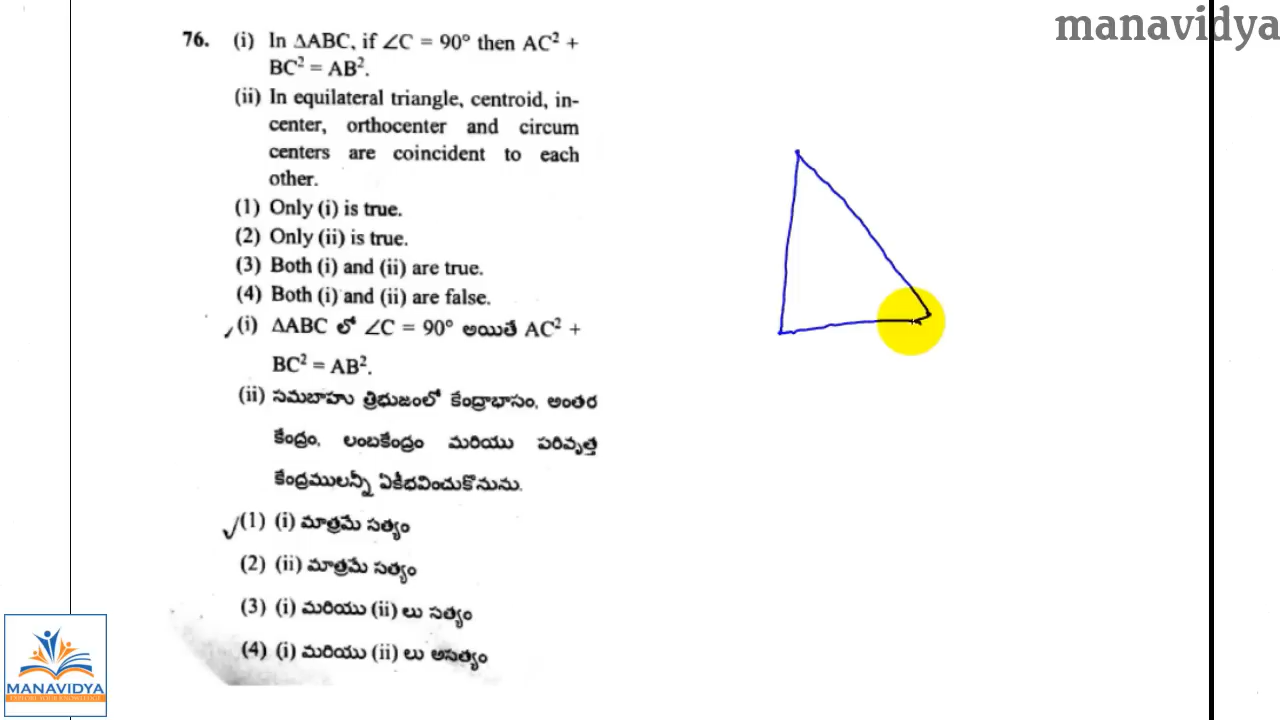 manavidya
76. (i) In ΔABC, if ∠C = 90° then AC² +
BC² = AB².
(ii) In equilateral triangle, centroid, in-
center, orthocenter and circum
centers are coincident to each
other.
(1) Only (i) is true.
(2) Only (ii) is true.
(3) Both (i) and (ii) are true.
(4) Both (i) and (ii) are false.
(i) ΔABC లో ∠C = 90° అయితే AC² +
BC² = AB².
(ii) సమబాహు త్రిభుజంలో కేంద్రాభాసం, అంతర
కేంద్రం, లంబకేంద్రం మరియు పరివృత్త
కేంద్రములన్నీ ఏకీభవించుకొనును.
(1) (i) మాత్రమే సత్యం
(2) (ii) మాత్రమే సత్యం
(3) (i) మరియు (ii) లు సత్యం
(4) (i) మరియు (ii) లు అసత్యం
MANAVIDYA